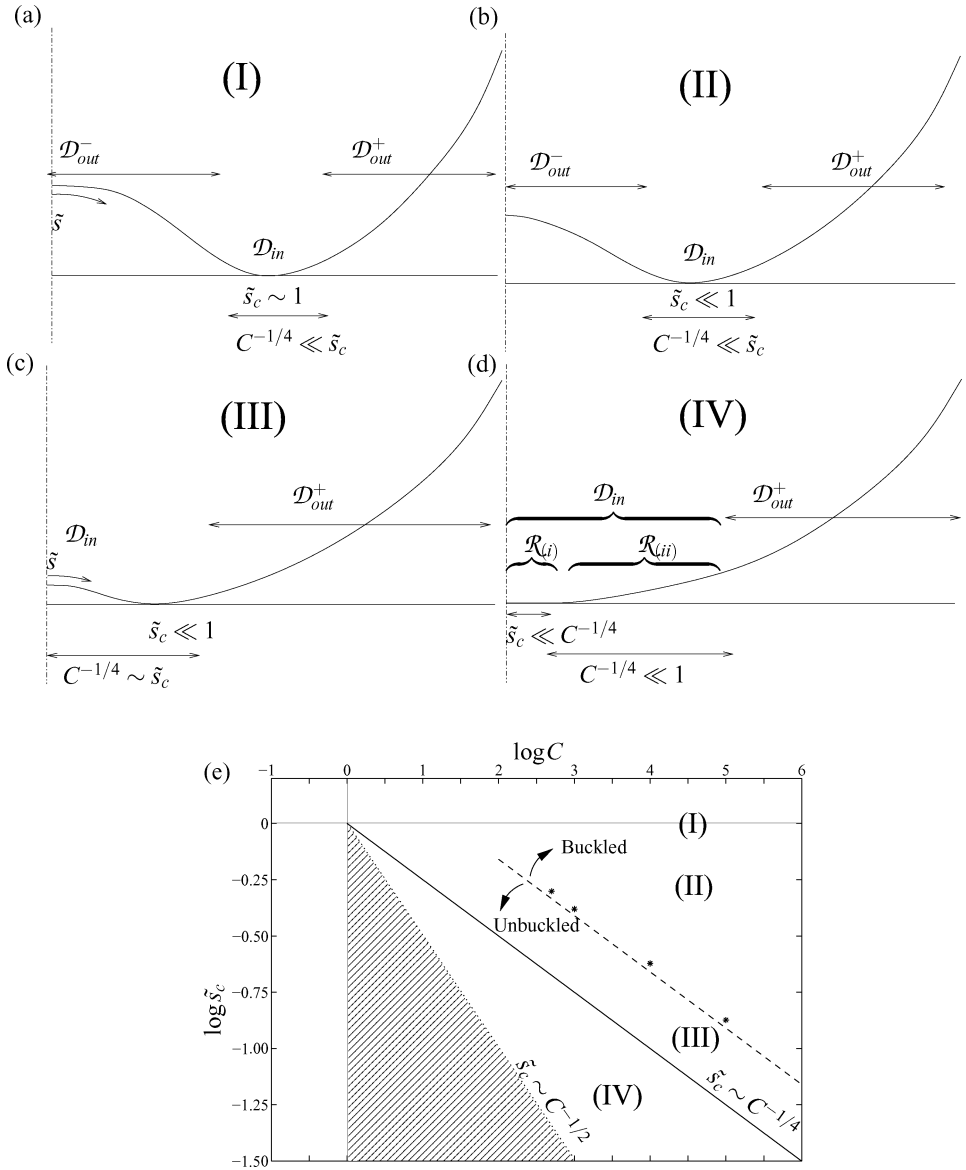 (a)
(I)
𝒟⁻out
𝒟⁺out
s̃
𝒟in
s̃c ∼ 1
C^−1/4 ≪ s̃c
(b)
(II)
𝒟⁻out
𝒟⁺out
𝒟in
s̃c ≪ 1
C^−1/4 ≪ s̃c
(c)
(III)
𝒟⁺out
𝒟in
s̃
s̃c ≪ 1
C^−1/4 ∼ s̃c
(d)
(IV)
𝒟in
𝒟⁺out
ℛ(i)
ℛ(ii)
s̃c ≪ C^−1/4
C^−1/4 ≪ 1
(e)
log C
−1 0 1 2 3 4 5 6
0
−0.25
−0.50
−0.75
−1.00
−1.25
−1.50
log s̃c
(I)
Buckled
(II)
Unbuckled
(III)
(IV)
s̃c ∼ C^−1/2
s̃c ∼ C^−1/4